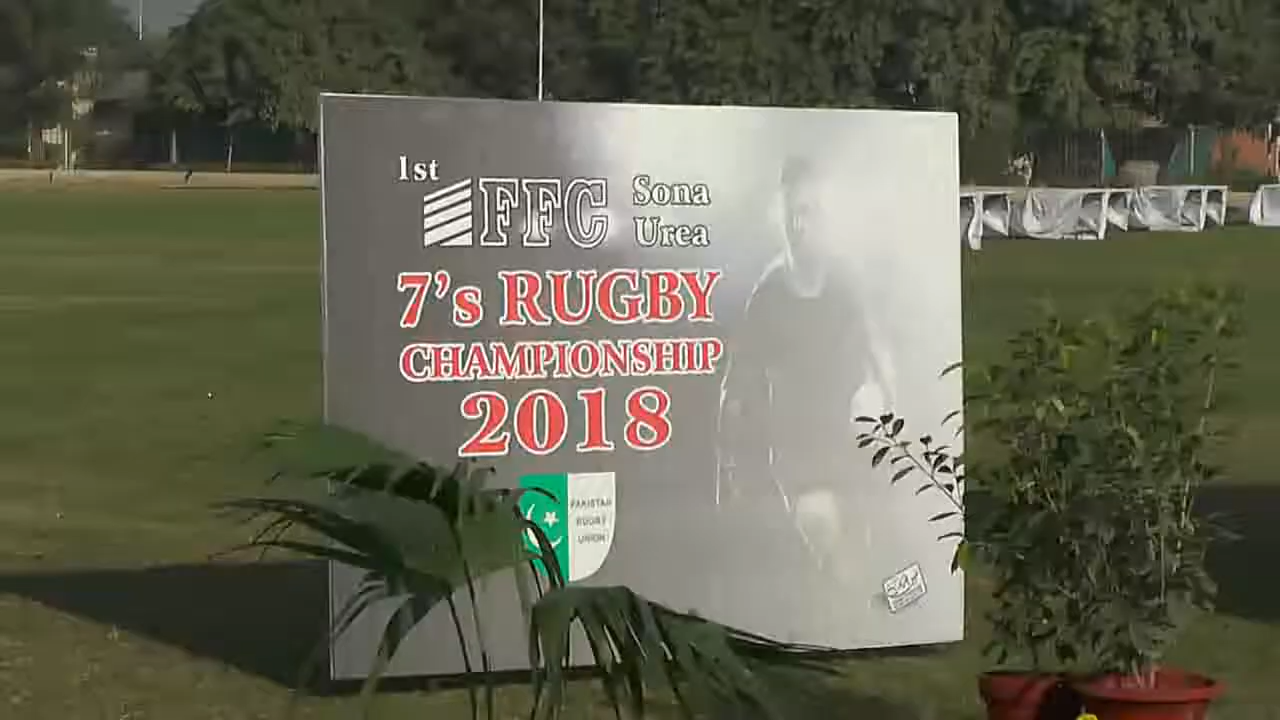 1st
FFC
Sona
Urea
7's RUGBY
CHAMPIONSHIP
2018
PAKISTAN
RUGBY
UNION